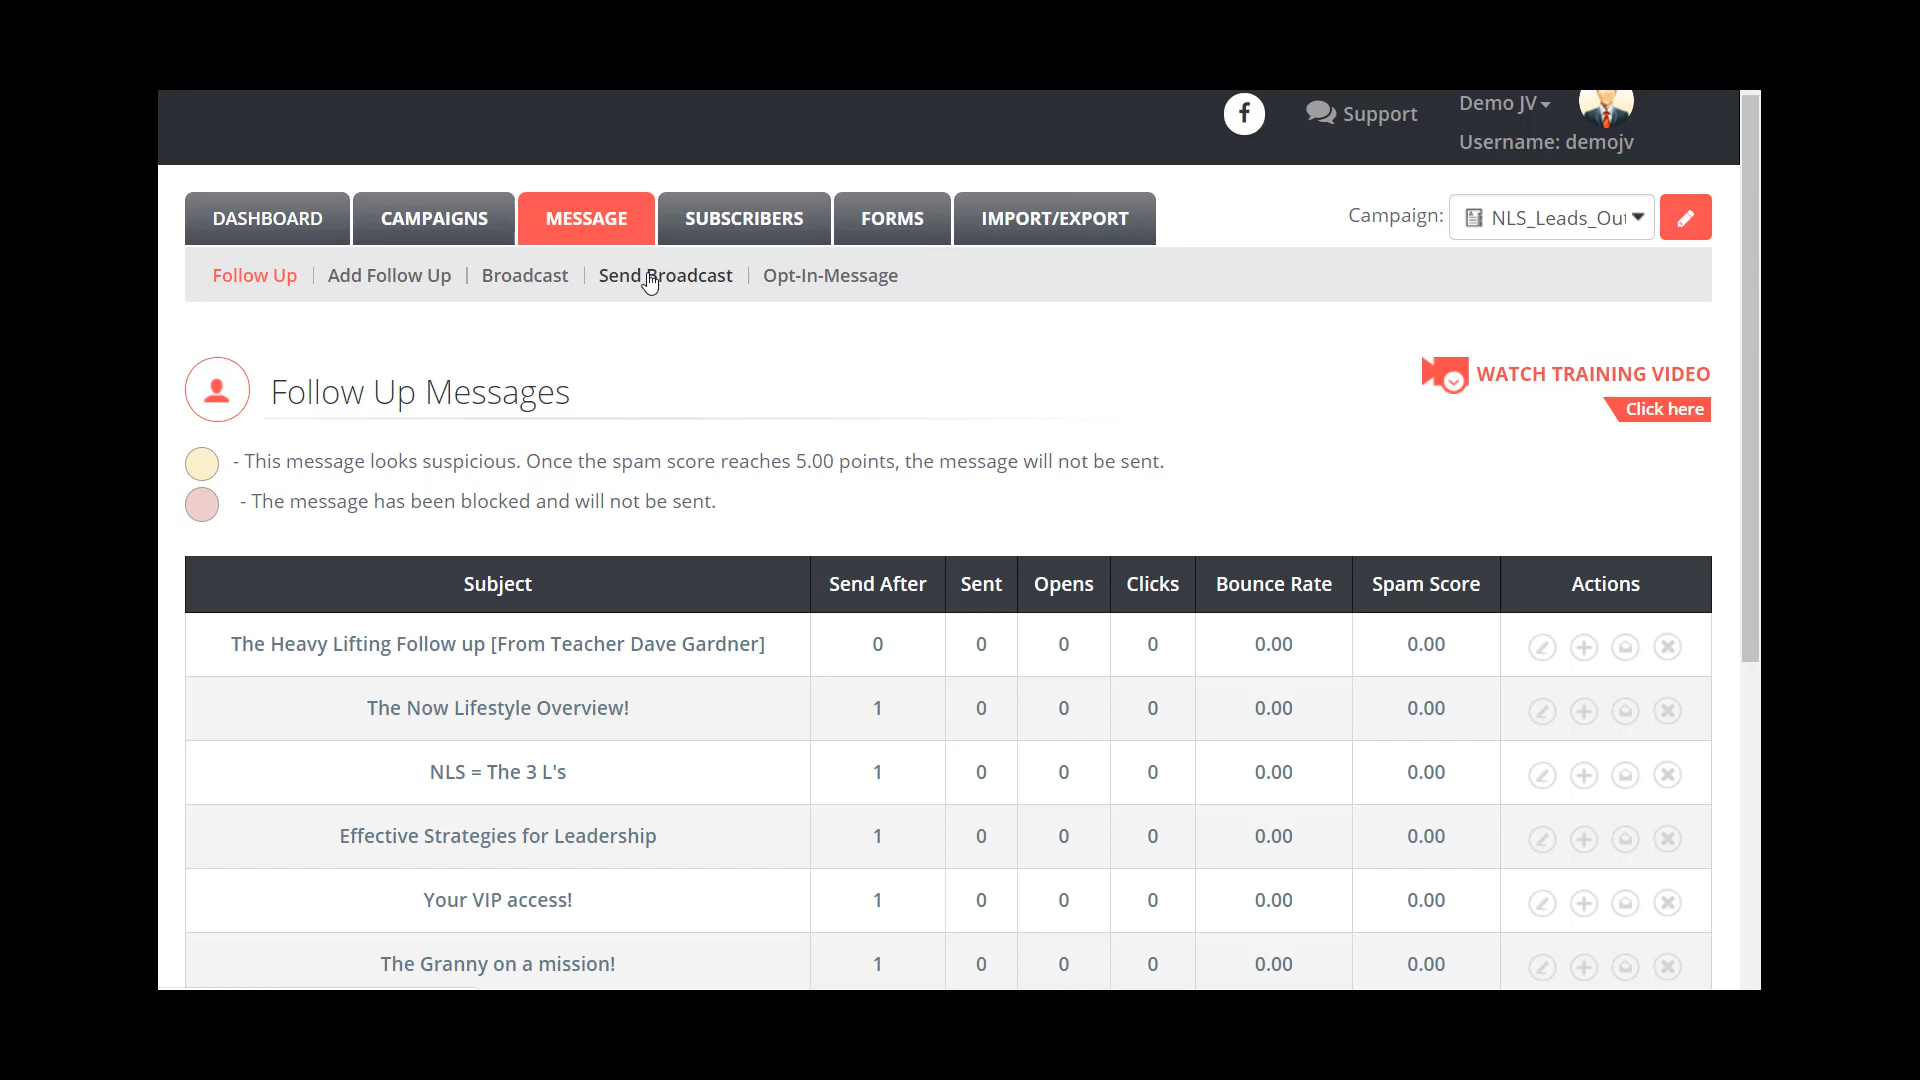 f Support Demo JV
Username: demojv
DASHBOARD CAMPAIGNS MESSAGE SUBSCRIBERS FORMS IMPORT/EXPORT Campaign: NLS_Leads_Out
Follow Up | Add Follow Up | Broadcast | Send Broadcast | Opt-In-Message
Follow Up Messages
WATCH TRAINING VIDEO
Click here
- This message looks suspicious. Once the spam score reaches 5.00 points, the message will not be sent.
- The message has been blocked and will not be sent.
Subject Send After Sent Opens Clicks Bounce Rate Spam Score Actions
The Heavy Lifting Follow up [From Teacher Dave Gardner] 0 0 0 0 0.00 0.00
The Now Lifestyle Overview! 1 0 0 0 0.00 0.00
NLS = The 3 L's 1 0 0 0 0.00 0.00
Effective Strategies for Leadership 1 0 0 0 0.00 0.00
Your VIP access! 1 0 0 0 0.00 0.00
The Granny on a mission! 1 0 0 0 0.00 0.00